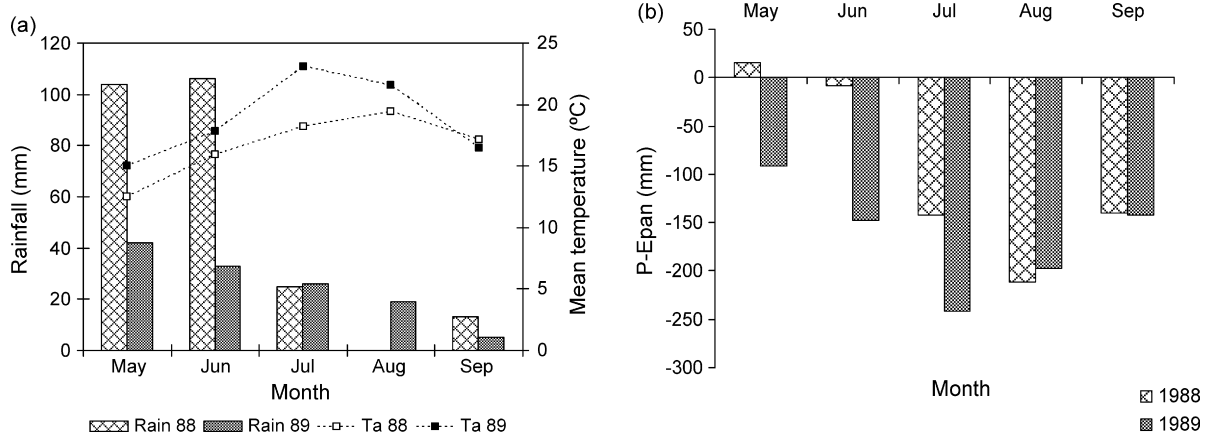 (a)
Rainfall (mm)
120
100
80
60
40
20
0
25
20
15
10
5
0
Mean temperature (ºC)
May Jun Jul Aug Sep
Month
Rain 88 Rain 89 Ta 88 Ta 89
(b)
May Jun Jul Aug Sep
P-Epan (mm)
50
0
-50
-100
-150
-200
-250
-300
Month
1988
1989